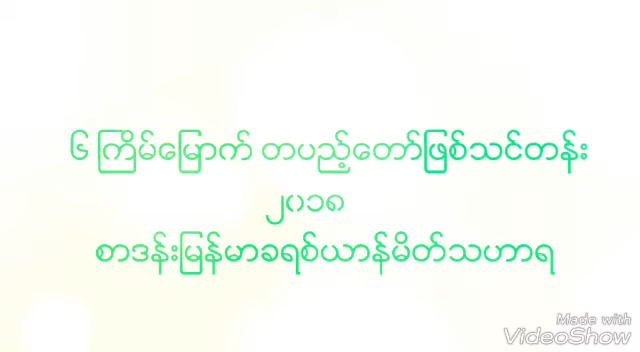 ၆ ကြိမ်မြောက် တပည့်တော်ဖြစ်သင်တန်း
၂၀၁၈
စာဒန်းမြန်မာခရစ်ယာန်မိတ်သဟာရ
Made with
VideoShow